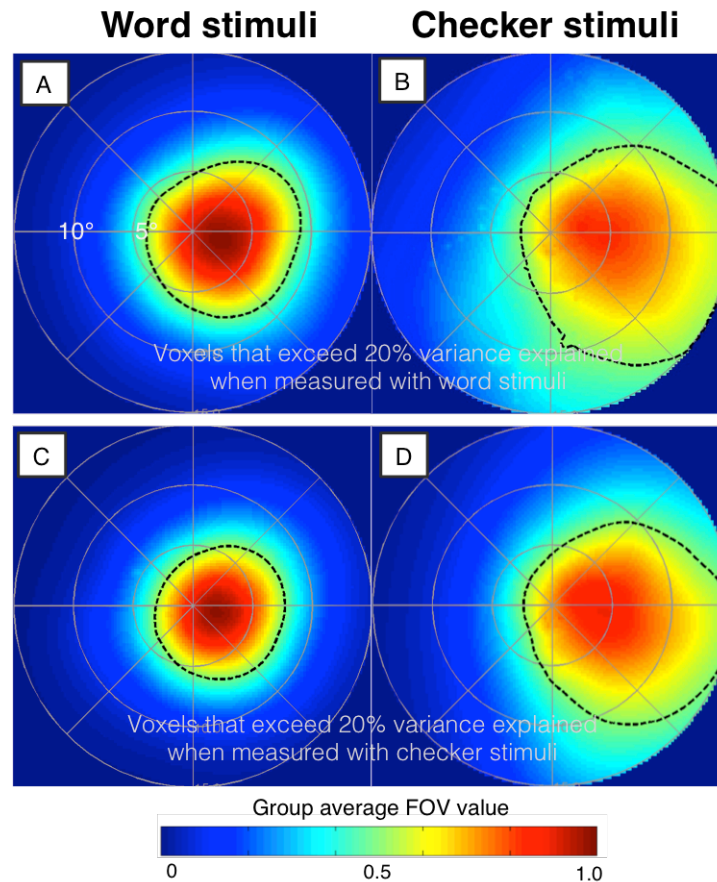 Word stimuli Checker stimuli
A B
10° 5°
Voxels that exceed 20% variance explained
when measured with word stimuli
C D
Voxels that exceed 20% variance explained
when measured with checker stimuli
Group average FOV value
0 0.5 1.0